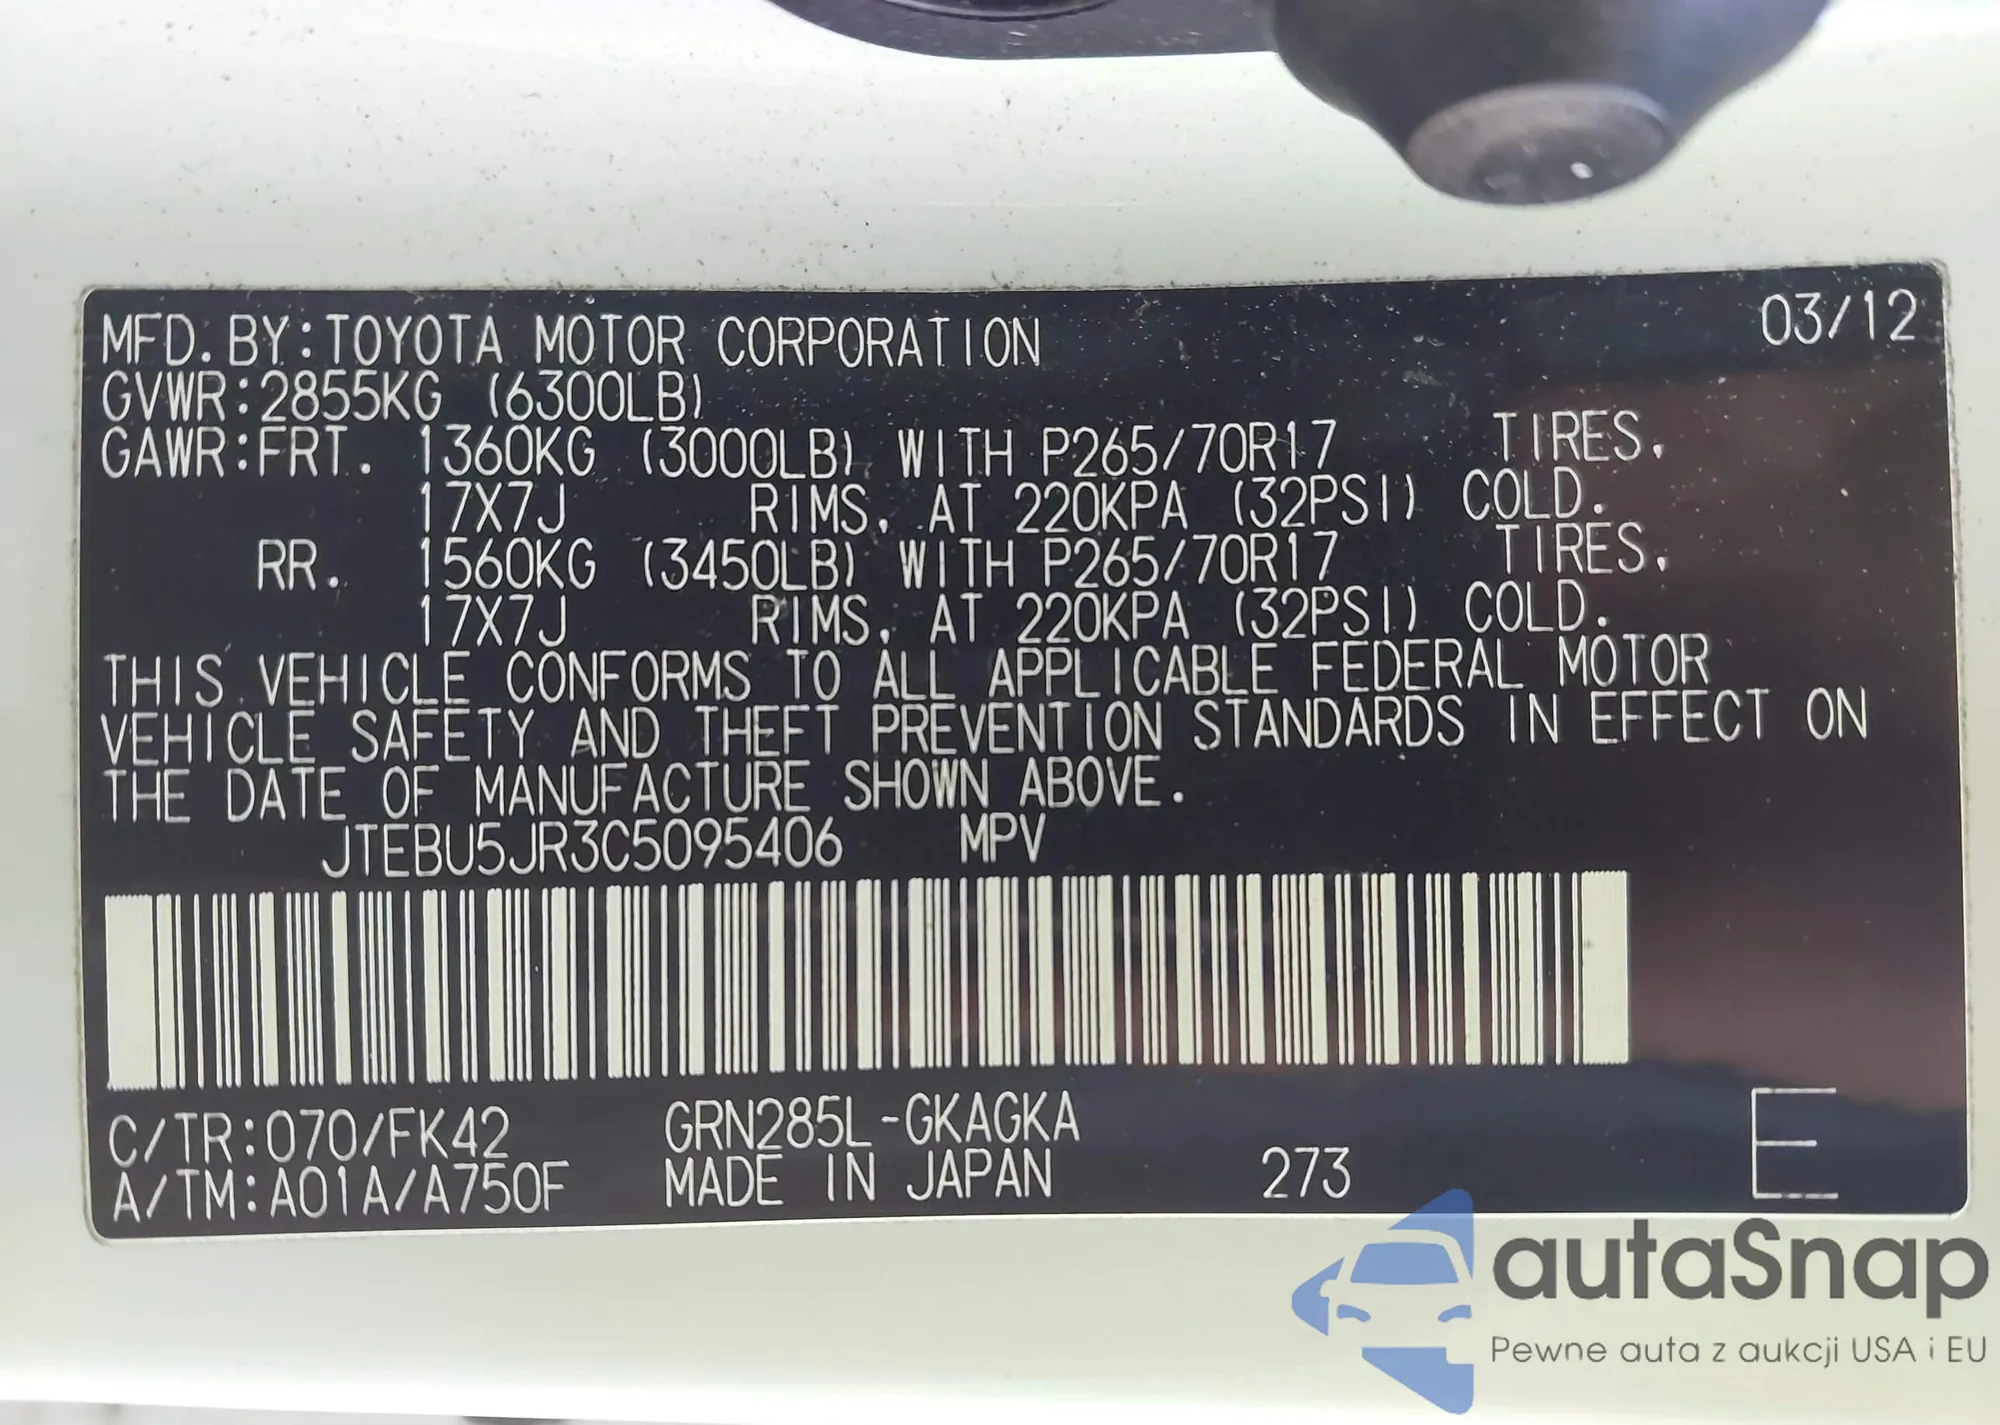 MFD. BY:TOYOTA MOTOR CORPORATION 03/12
GVWR:2855KG (6300LB)
GAWR:FRT. 1360KG (3000LB) WITH P265/70R17 TIRES,
17X7J RIMS, AT 220KPA (32PSI) COLD.
RR. 1560KG (3450LB) WITH P265/70R17 TIRES,
17X7J RIMS, AT 220KPA (32PSI) COLD.
THIS VEHICLE CONFORMS TO ALL APPLICABLE FEDERAL MOTOR
VEHICLE SAFETY AND THEFT PREVENTION STANDARDS IN EFFECT ON
THE DATE OF MANUFACTURE SHOWN ABOVE.
JTEBU5JR3C5095406 MPV
C/TR:070/FK42 GRN285L-GKAGKA
A/TM:A01A/A750F MADE IN JAPAN 273 E
autaSnap
Pewne auta z aukcji USA i EU